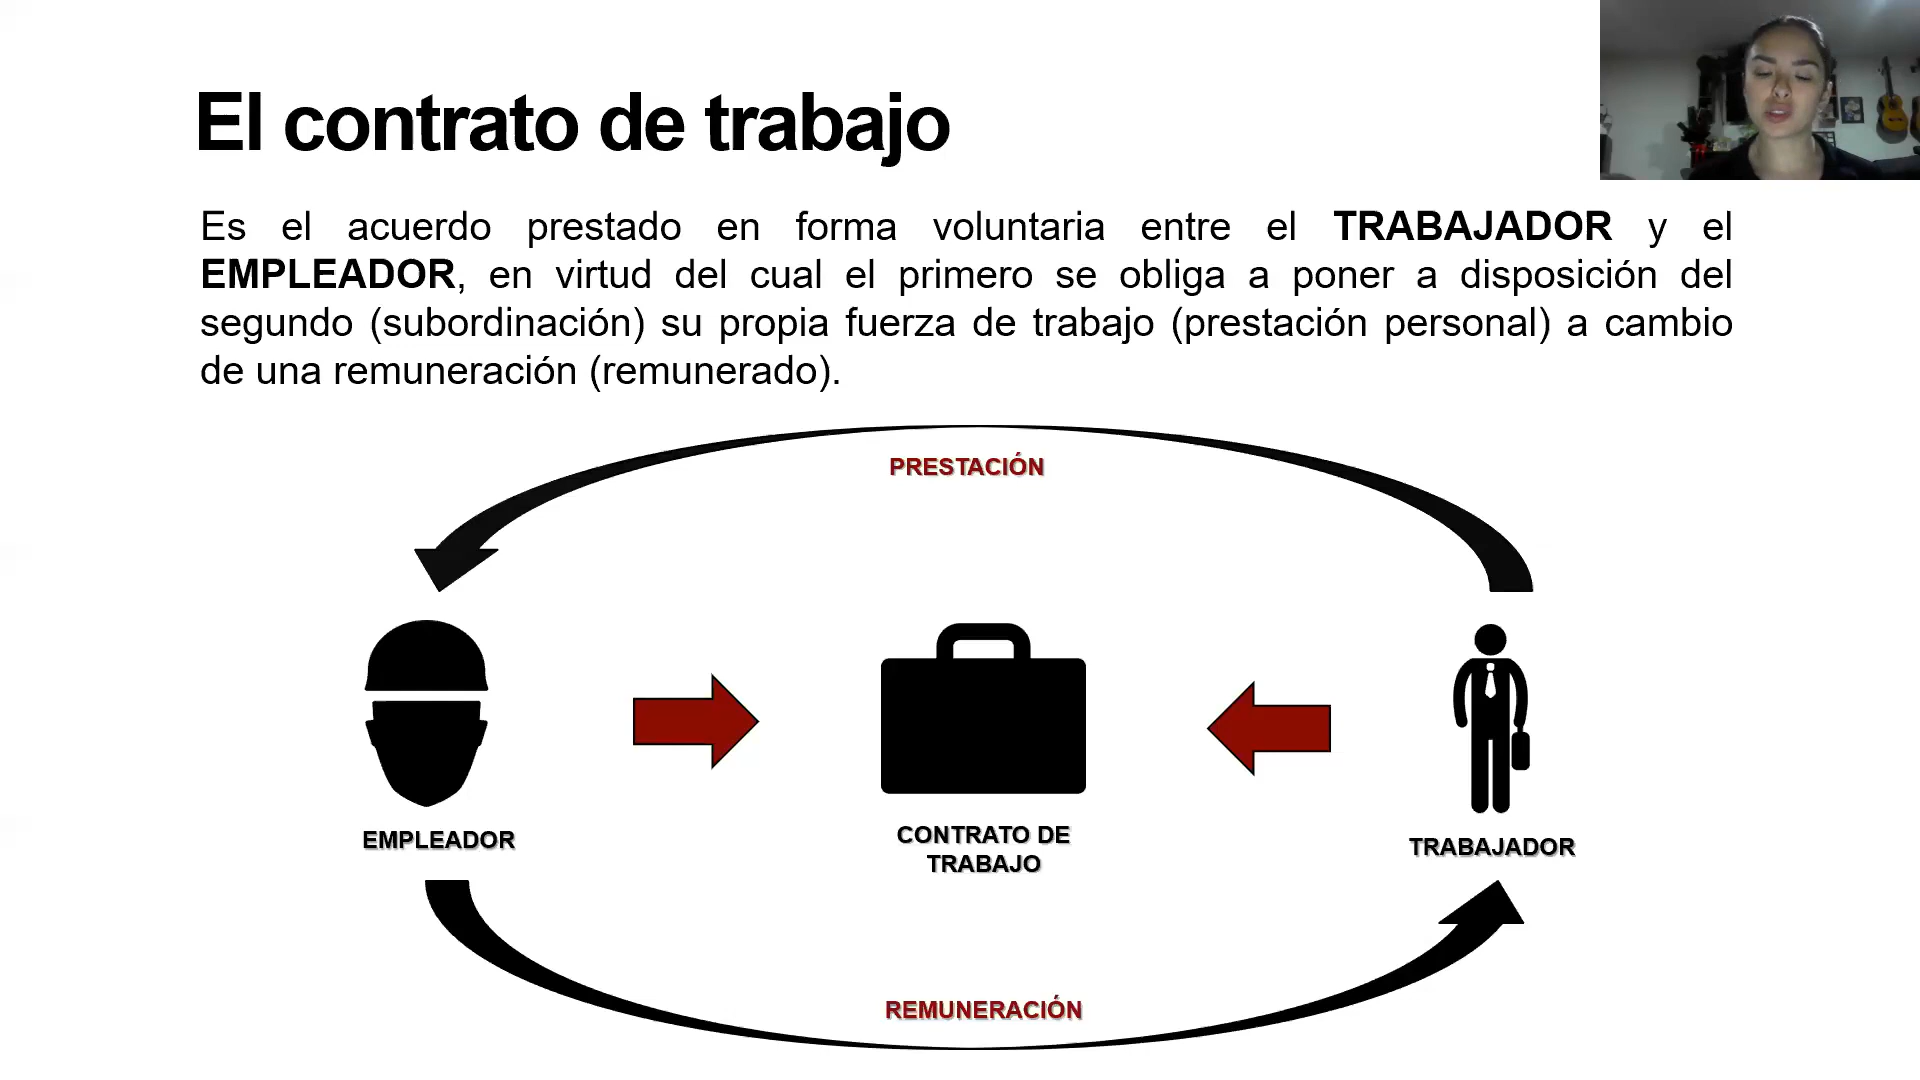 El contrato de trabajo
Es el acuerdo prestado en forma voluntaria entre el TRABAJADOR y el
EMPLEADOR, en virtud del cual el primero se obliga a poner a disposición del
segundo (subordinación) su propia fuerza de trabajo (prestación personal) a cambio
de una remuneración (remunerado).
PRESTACIÓN
EMPLEADOR
CONTRATO DE
TRABAJO
TRABAJADOR
REMUNERACIÓN